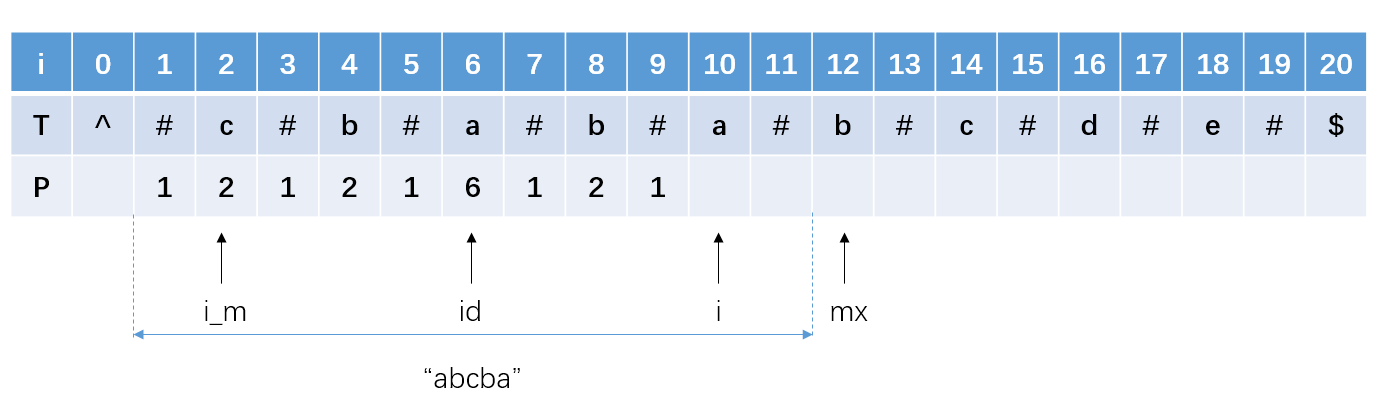 i 0 1 2 3 4 5 6 7 8 9 10 11 12 13 14 15 16 17 18 19 20
T ^ # c # b # a # b # a # b # c # d # e # $
P 1 2 1 2 1 6 1 2 1
i_m id i mx
“abcba”